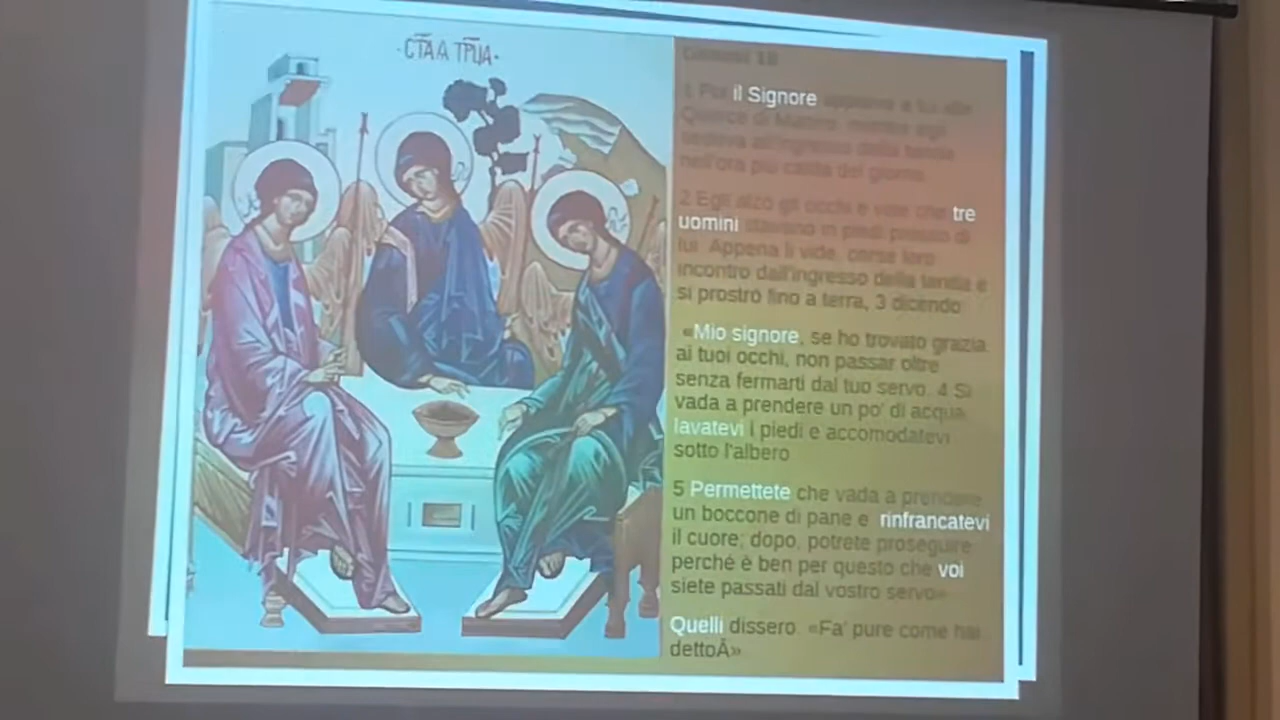 ·СТАА ТРЦА·
Genesi 18
1 Poi il Signore apparve a lui alle
Querce di Mamre, mentre egli
sedeva all'ingresso della tenda
nell'ora più calda del giorno
2 Egli alzò gli occhi e vide che tre
uomini stavano in piedi presso di
lui. Appena li vide, corse loro
incontro dall'ingresso della tenda e
si prostrò fino a terra, 3 dicendo
«Mio signore, se ho trovato grazia
ai tuoi occhi, non passar oltre
senza fermarti dal tuo servo. 4 Si
vada a prendere un po' di acqua,
lavatevi i piedi e accomodatevi
sotto l'albero
5 Permettete che vada a prendere
un boccone di pane e rinfrancatevi
il cuore; dopo, potrete proseguire
perché è ben per questo che voi
siete passati dal vostro servo»
Quelli dissero: «Fa' pure come hai
dettoÂ»